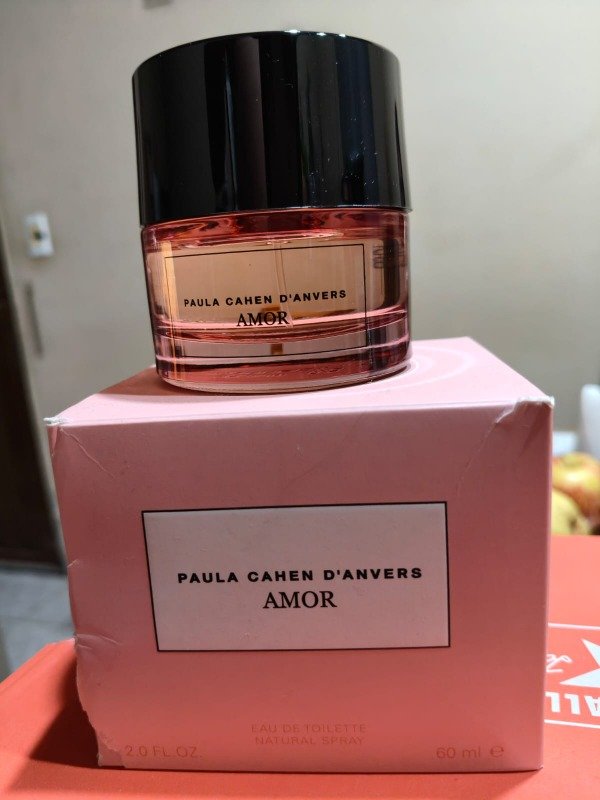 PAULA CAHEN D'ANVERS
AMOR
PAULA CAHEN D'ANVERS
AMOR
EAU DE TOILETTE
NATURAL SPRAY
2.0 FL.OZ.
60 ml e